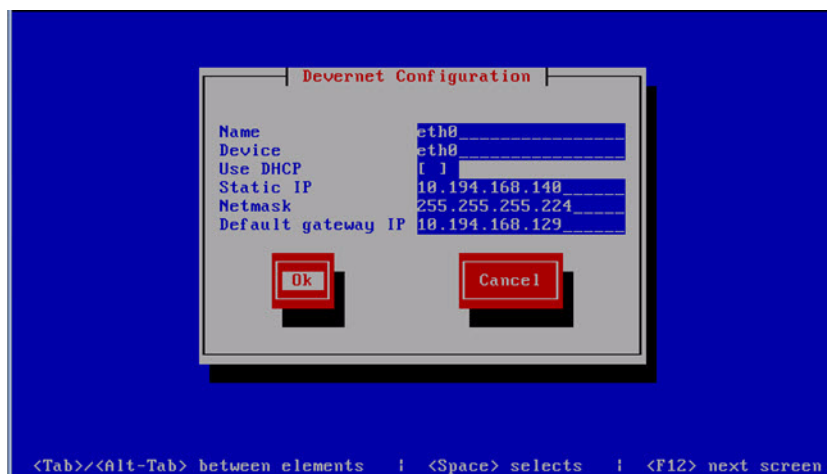 Devernet Configuration
Name eth0
Device eth0
Use DHCP [ ]
Static IP 10.194.168.140
Netmask 255.255.255.224
Default gateway IP 10.194.168.129
Ok Cancel
<Tab>/<Alt-Tab> between elements | <Space> selects | <F12> next screen